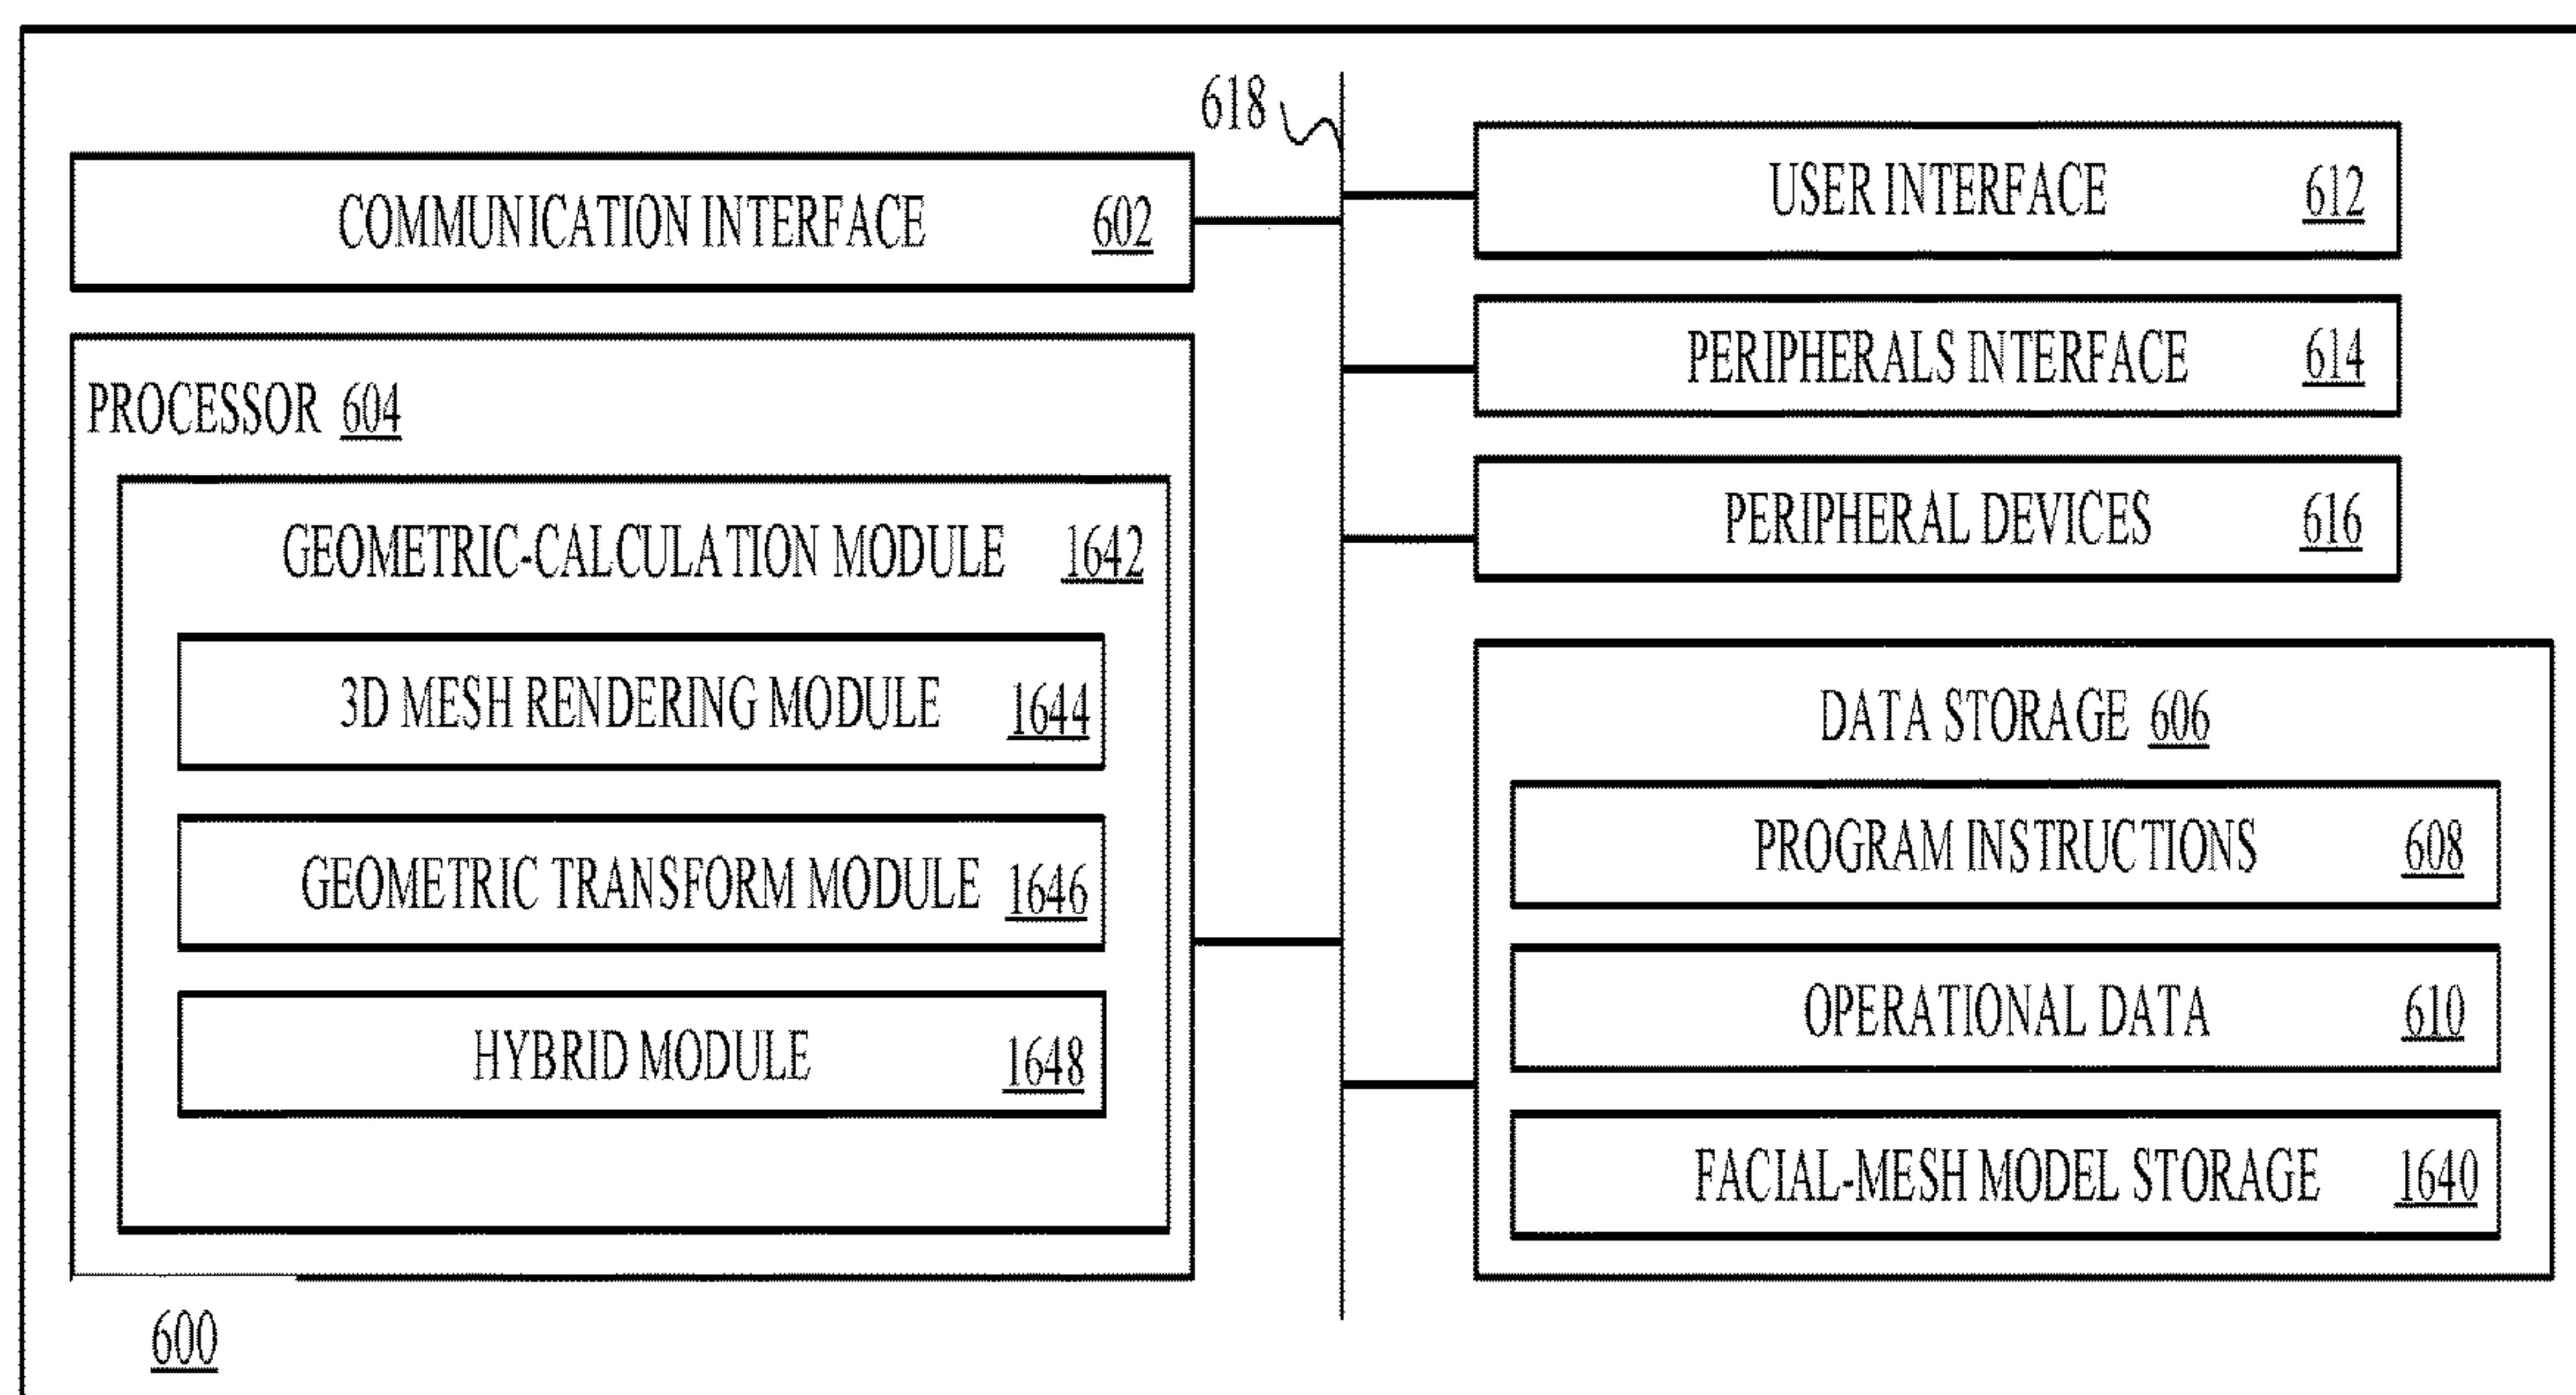 618
COMMUNICATION INTERFACE 602
PROCESSOR 604
GEOMETRIC-CALCULATION MODULE 1642
3D MESH RENDERING MODULE 1644
GEOMETRIC TRANSFORM MODULE 1646
HYBRID MODULE 1648
600
USER INTERFACE 612
PERIPHERALS INTERFACE 614
PERIPHERAL DEVICES 616
DATA STORAGE 606
PROGRAM INSTRUCTIONS 608
OPERATIONAL DATA 610
FACIAL-MESH MODEL STORAGE 1640